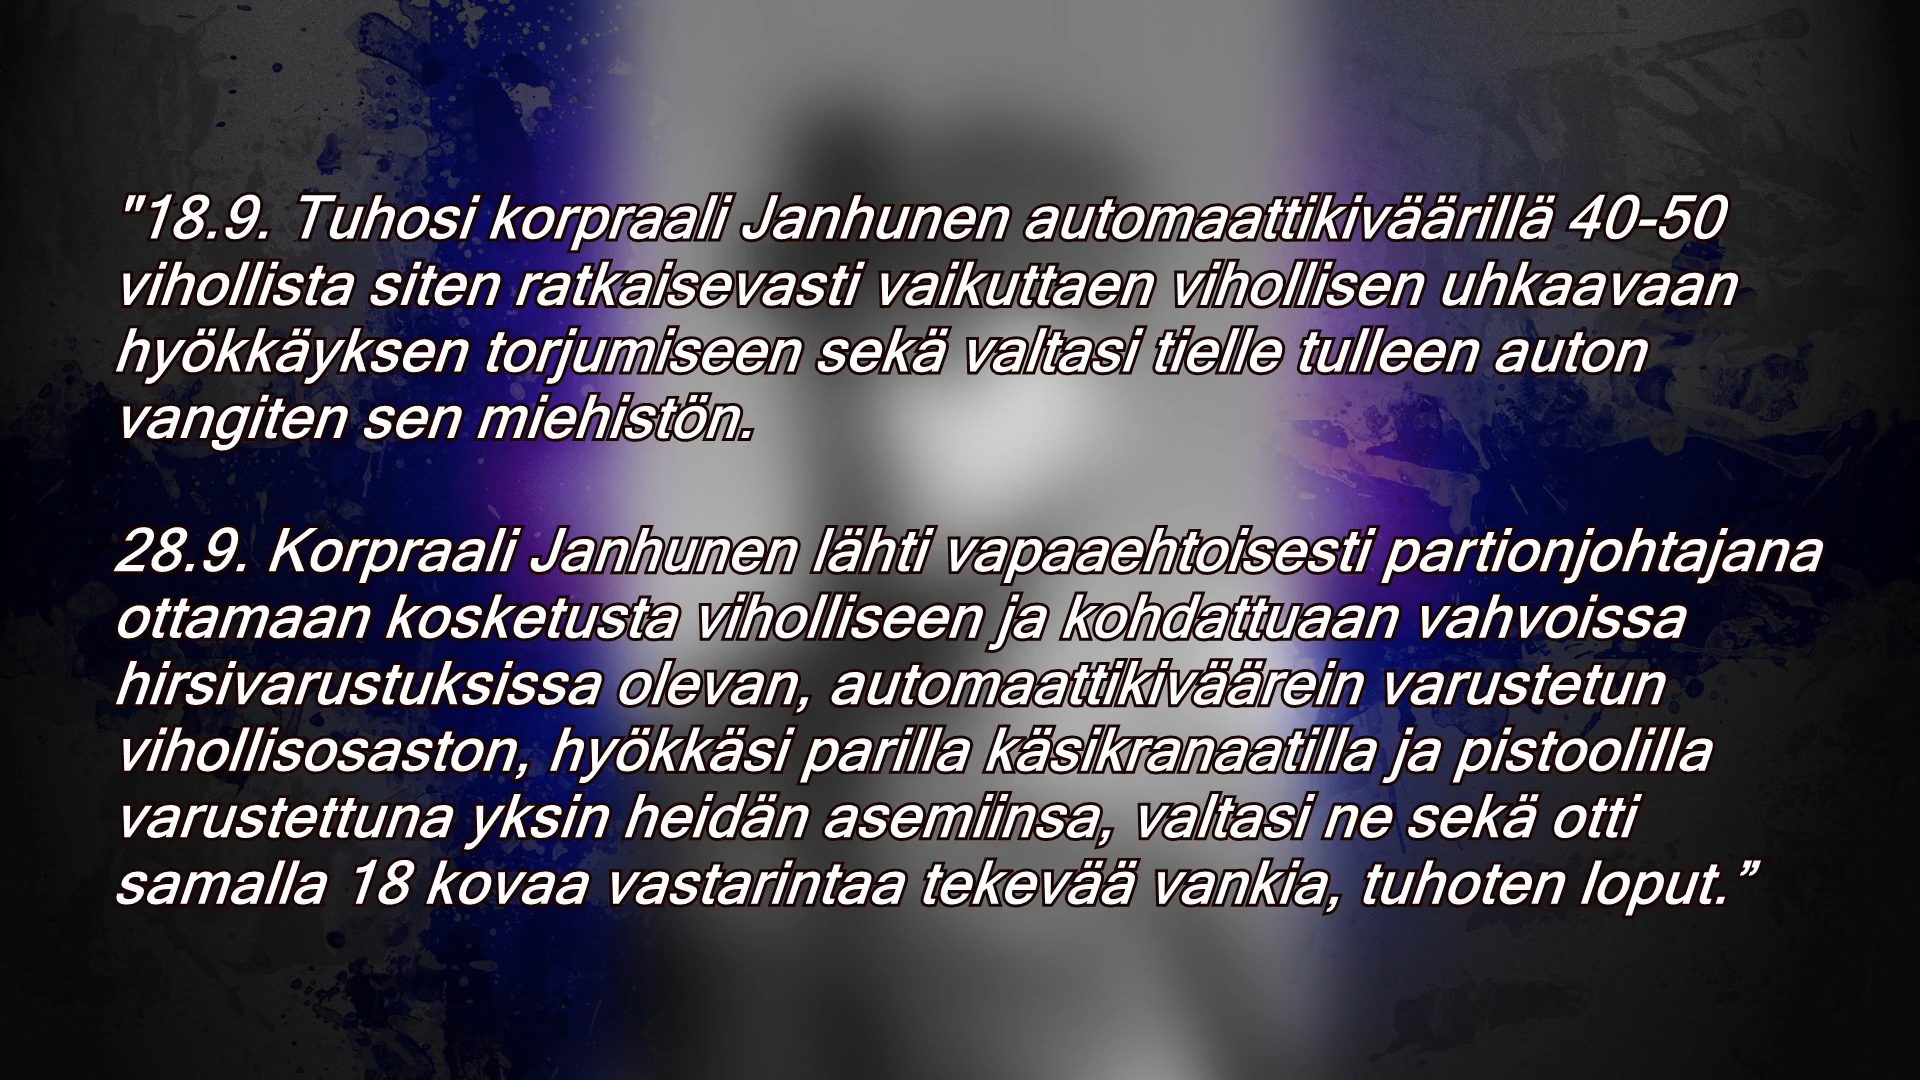 "18.9. Tuhosi korpraali Janhunen automaattikiväärillä 40-50
vihollista siten ratkaisevasti vaikuttaen vihollisen uhkaavaan
hyökkäyksen torjumiseen sekä valtasi tielle tulleen auton
vangiten sen miehistön.
28.9. Korpraali Janhunen lähti vapaaehtoisesti partionjohtajana
ottamaan kosketusta viholliseen ja kohdattuaan vahvoissa
hirsivarustuksissa olevan, automaattikiväärein varustetun
vihollisosaston, hyökkäsi parilla käsikranaatilla ja pistoolilla
varustettuna yksin heidän asemiinsa, valtasi ne sekä otti
samalla 18 kovaa vastarintaa tekevää vankia, tuhoten loput.”